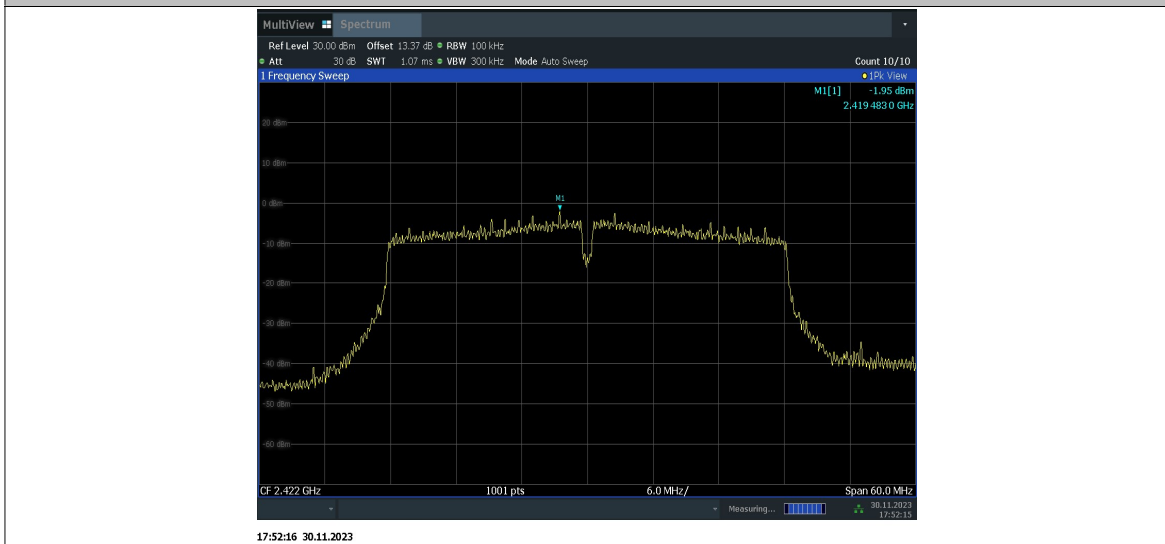 MultiView Spectrum
Ref Level 30.00 dBm Offset 13.37 dB RBW 100 kHz
Att 30 dB SWT 1.07 ms VBW 300 kHz Mode Auto Sweep Count 10/10
1 Frequency Sweep 1Pk View
M1[1] -1.95 dBm
2.419 483 0 GHz
20 dBm
10 dBm
M1
0 dBm
-10 dBm
-20 dBm
-30 dBm
-40 dBm
-50 dBm
-60 dBm
CF 2.422 GHz 1001 pts 6.0 MHz/ Span 60.0 MHz
Measuring... 30.11.2023
17:52:15
17:52:16 30.11.2023